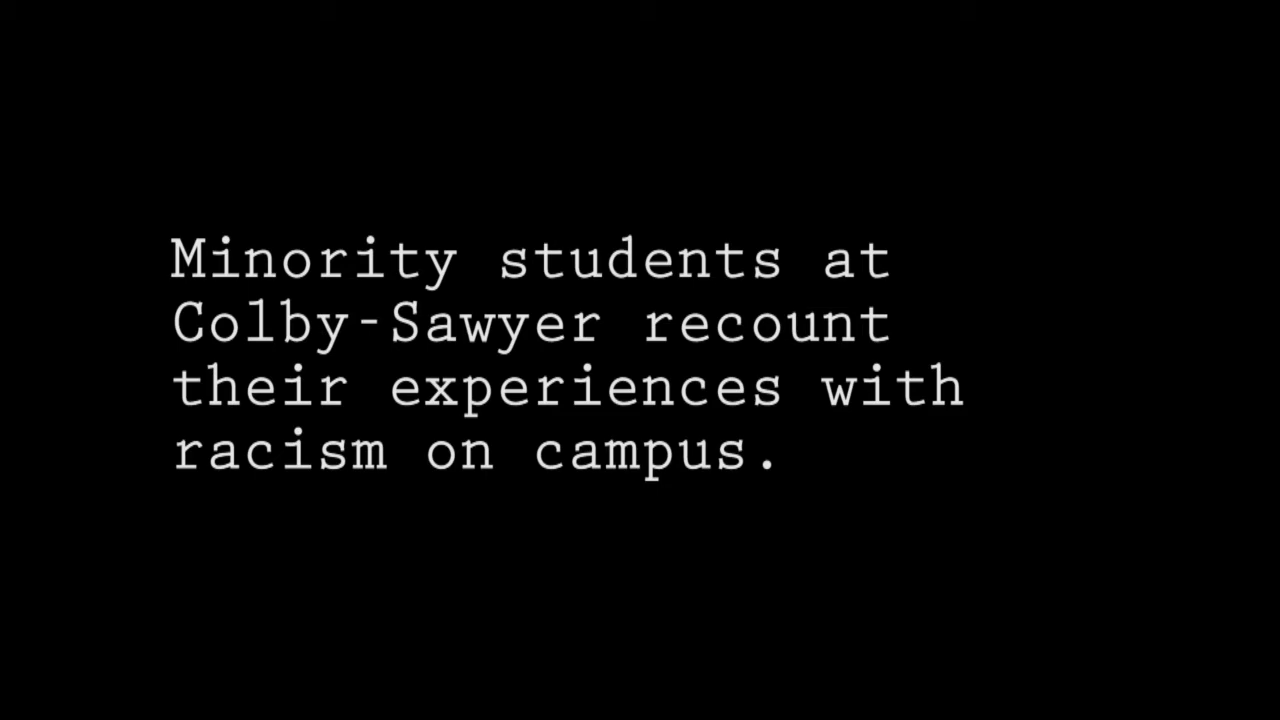 Minority students at
Colby-Sawyer recount
their experiences with
racism on campus.